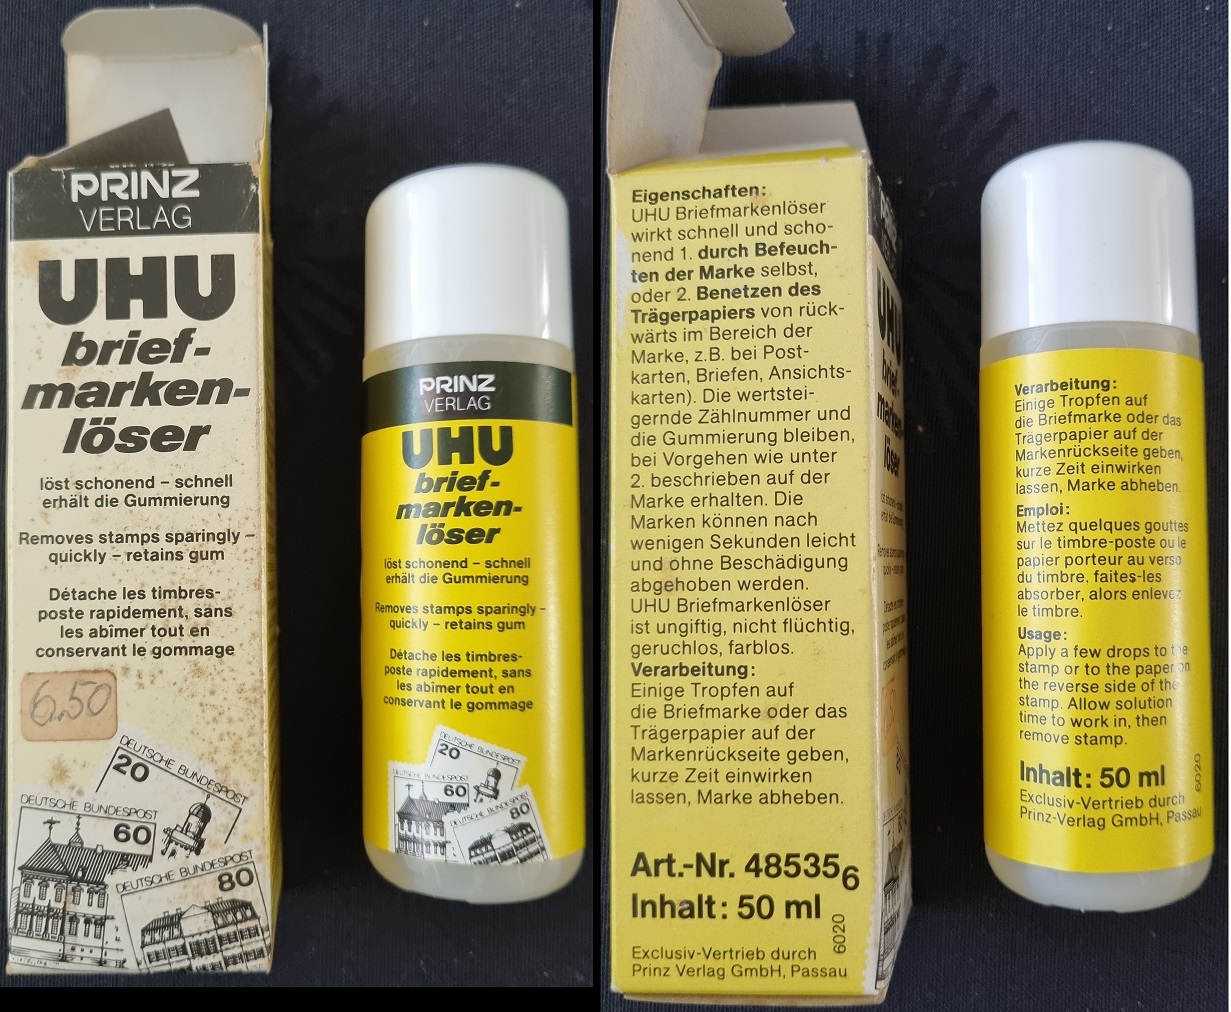 PRINZ
VERLAG
UHU
brief-
marken-
löser
löst schonend – schnell
erhält die Gummierung
Removes stamps sparingly –
quickly – retains gum
Détache les timbres-
poste rapidement, sans
les abîmer tout en
conservant le gommage
6.50
DEUTSCHE BUNDESPOST
20
DEUTSCHE BUNDESPOST
60
DEUTSCHE BUNDESPOST
80
PRINZ
VERLAG
UHU
brief-
marken-
löser
löst schonend – schnell
erhält die Gummierung
Removes stamps sparingly –
quickly – retains gum
Détache les timbres-
poste rapidement, sans
les abîmer tout en
conservant le gommage
DEUTSCHE BUNDESPOST
20
DEUTSCHE BUNDESPOST
60
DEUTSCHE BUNDESPOST
80
Eigenschaften:
UHU Briefmarkenlöser
wirkt schnell und scho-
nend 1. durch Befeuch-
ten der Marke selbst,
oder 2. Benetzen des
Trägerpapiers von rück-
wärts im Bereich der
Marke, z.B. bei Post-
karten, Briefen, Ansichts-
karten). Die wertstei-
gernde Zählnummer und
die Gummierung bleiben,
bei Vorgehen wie unter
2. beschrieben auf der
Marke erhalten. Die
Marken können nach
wenigen Sekunden leicht
und ohne Beschädigung
abgehoben werden.
UHU Briefmarkenlöser
ist ungiftig, nicht flüchtig,
geruchlos, farblos.
Verarbeitung:
Einige Tropfen auf
die Briefmarke oder das
Trägerpapier auf der
Markenrückseite geben,
kurze Zeit einwirken
lassen, Marke abheben.
Art.-Nr. 485356
Inhalt: 50 ml
6020
Exclusiv-Vertrieb durch
Prinz Verlag GmbH, Passau
UHU
brief-
marken-
löser
Verarbeitung:
Einige Tropfen auf
die Briefmarke oder das
Trägerpapier auf der
Markenrückseite geben,
kurze Zeit einwirken
lassen, Marke abheben.
Emploi:
Mettez quelques gouttes
sur le timbre-poste ou le
papier porteur au verso
du timbre, faites-les
absorber, alors enlevez
le timbre.
Usage:
Apply a few drops to the
stamp or to the paper on
the reverse side of the
stamp. Allow solution
time to work in, then
remove stamp.
Inhalt: 50 ml
6020
Exclusiv-Vertrieb durch
Prinz-Verlag GmbH, Passau